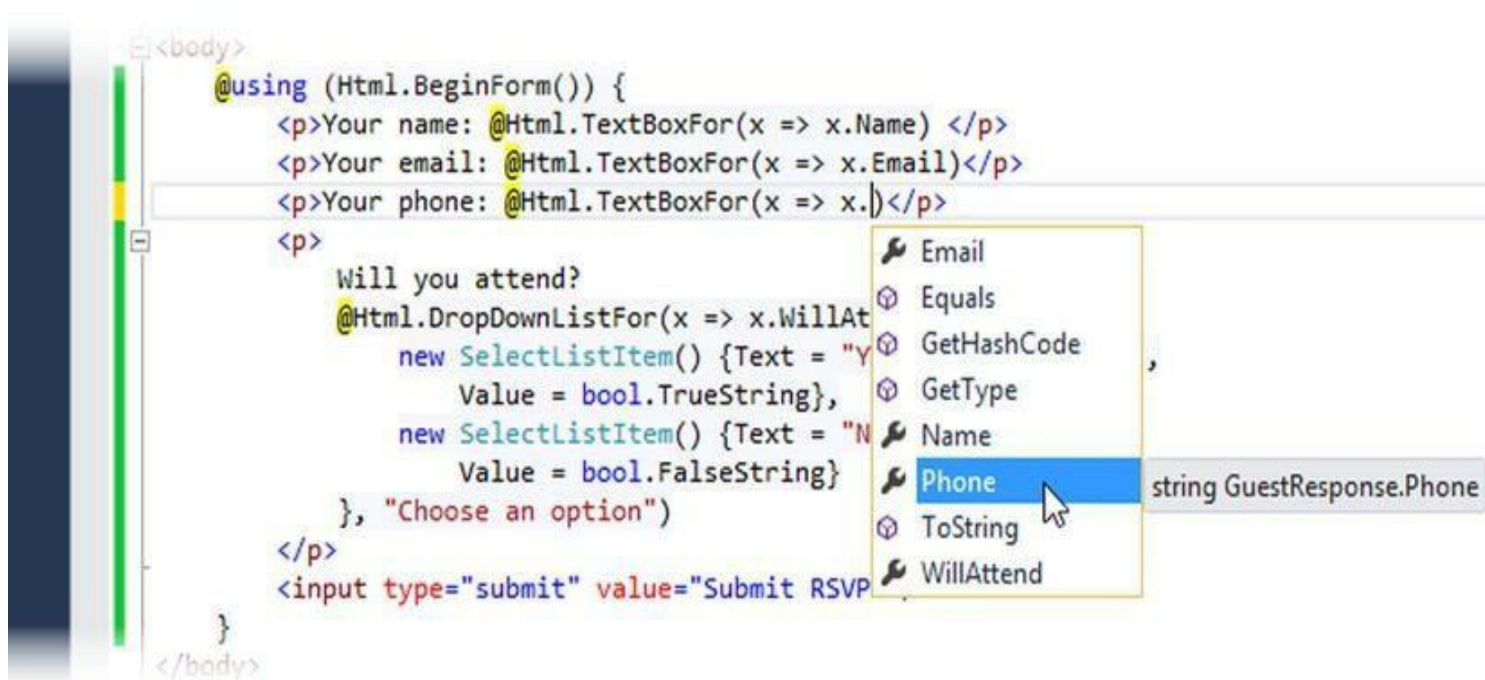 <body>
@using (Html.BeginForm()) {
<p>Your name: @Html.TextBoxFor(x => x.Name) </p>
<p>Your email: @Html.TextBoxFor(x => x.Email)</p>
<p>Your phone: @Html.TextBoxFor(x => x.)</p>
<p>
Will you attend?
@Html.DropDownListFor(x => x.WillAt
new SelectListItem() {Text = "Y ,
Value = bool.TrueString},
new SelectListItem() {Text = "N
Value = bool.FalseString}
}, "Choose an option")
</p>
<input type="submit" value="Submit RSVP
}
</body>
Email
Equals
GetHashCode
GetType
Name
Phone
ToString
WillAttend
string GuestResponse.Phone